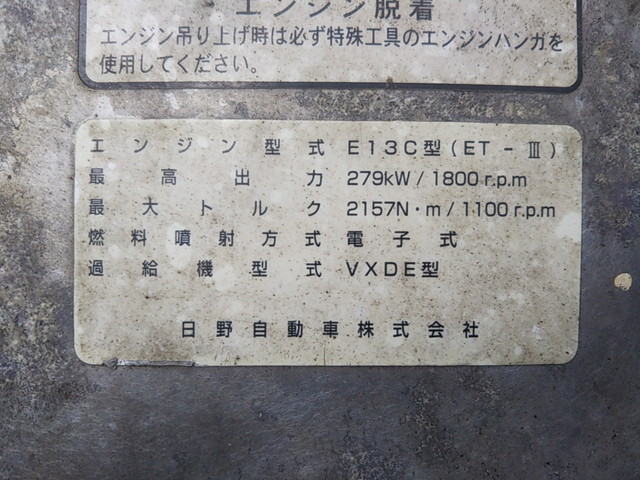 エンジン脱着
エンジン吊り上げ時は必ず特殊工具のエンジンハンガを
使用してください。
エンジン型式 E13C型(ET-Ⅲ)
最高出力 279kW/1800r.p.m
最大トルク 2157N・m/1100r.p.m
燃料噴射方式 電子式
過給機型式 VXDE型
日野自動車株式会社